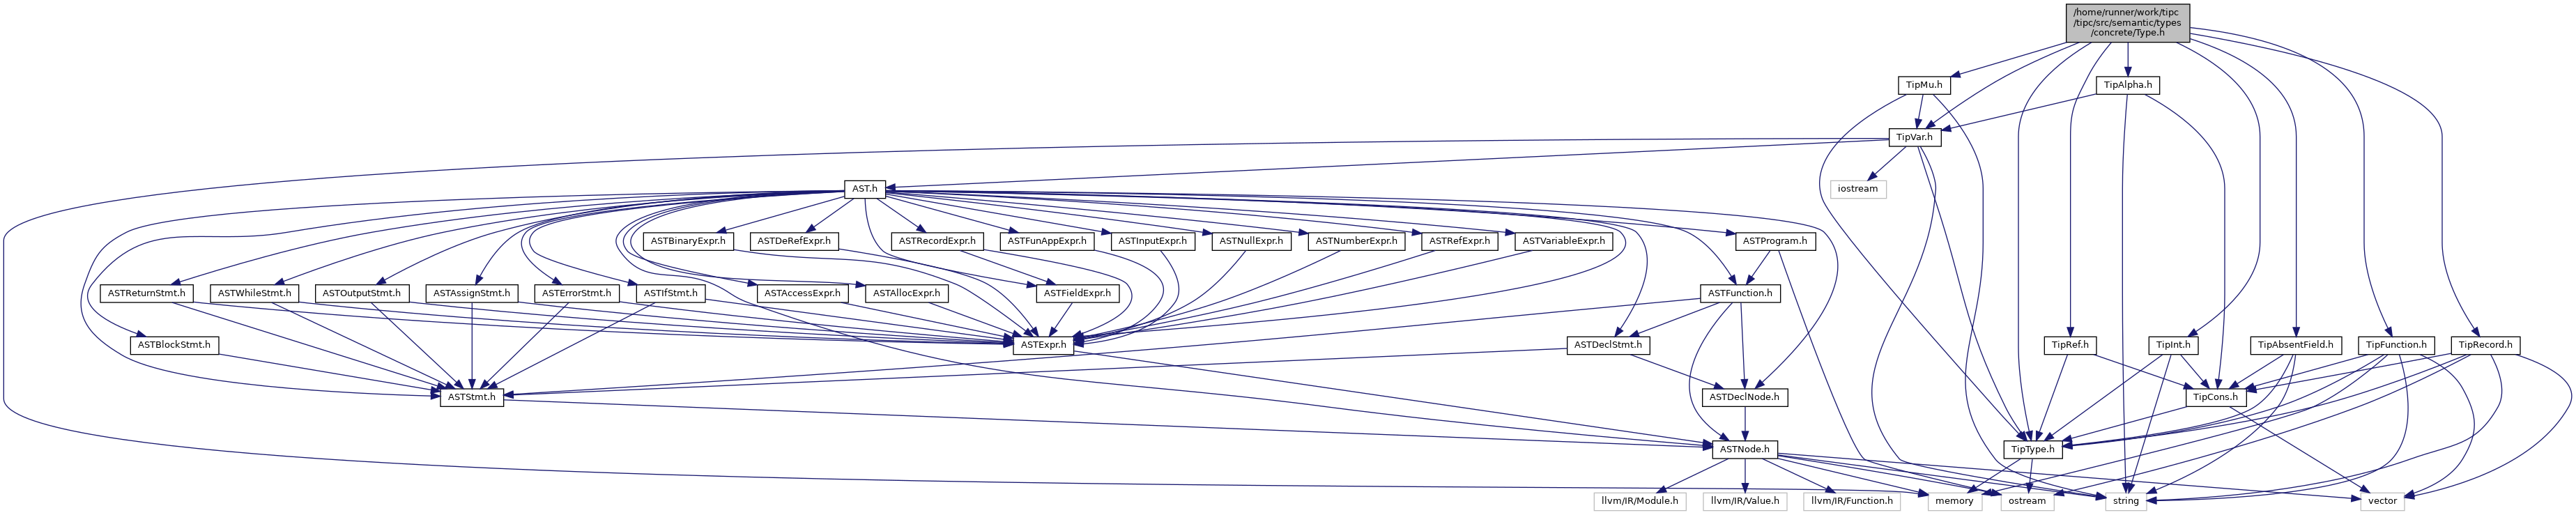 /home/runner/work/tipc
/tipc/src/semantic/types
/concrete/Type.h
TipMu.h
TipAlpha.h
TipVar.h
iostream
AST.h
ASTBinaryExpr.h
ASTDeRefExpr.h
ASTRecordExpr.h
ASTFunAppExpr.h
ASTInputExpr.h
ASTNullExpr.h
ASTNumberExpr.h
ASTRefExpr.h
ASTVariableExpr.h
ASTProgram.h
ASTReturnStmt.h
ASTWhileStmt.h
ASTOutputStmt.h
ASTAssignStmt.h
ASTErrorStmt.h
ASTIfStmt.h
ASTAccessExpr.h
ASTAllocExpr.h
ASTFieldExpr.h
ASTFunction.h
ASTBlockStmt.h
ASTExpr.h
ASTDeclStmt.h
TipRef.h
TipInt.h
TipAbsentField.h
TipFunction.h
TipRecord.h
ASTStmt.h
ASTDeclNode.h
TipCons.h
ASTNode.h
TipType.h
llvm/IR/Module.h
llvm/IR/Value.h
llvm/IR/Function.h
memory
ostream
string
vector